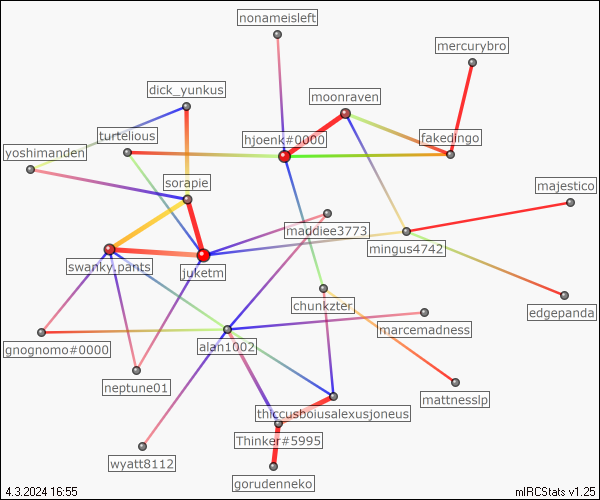 nonameisleft
mercurybro
dick_yunkus
moonraven
turtelious
hjoenk#0000
fakedingo
yoshimanden
sorapie
majestico
maddiee3773
mingus4742
swanky.pants
juketm
chunkzter
edgepanda
marcemadness
gnognomo#0000
alan1002
neptune01
mattnesslp
thiccusboiusalexusjoneus
Thinker#5995
wyatt8112
gorudenneko
4.3.2024 16:55
mIRCStats v1.25